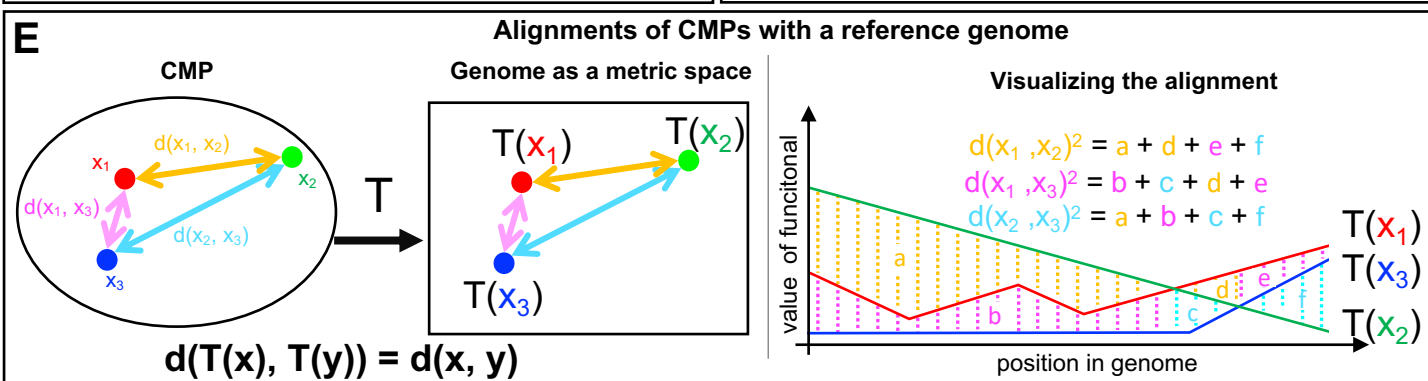 E
Alignments of CMPs with a reference genome
CMP
x₁
d(x₁, x₂)
x₂
d(x₁, x₃)
d(x₂, x₃)
x₃
T
d(T(x), T(y)) = d(x, y)
Genome as a metric space
T(x₁)
T(x₂)
T(x₃)
Visualizing the alignment
d(x₁ ,x₂)² = a + d + e + f
d(x₁ ,x₃)² = b + c + d + e
d(x₂ ,x₃)² = a + b + c + f
value of funcitonal
a
b
c
d
e
f
T(x₁)
T(x₃)
T(x₂)
position in genome